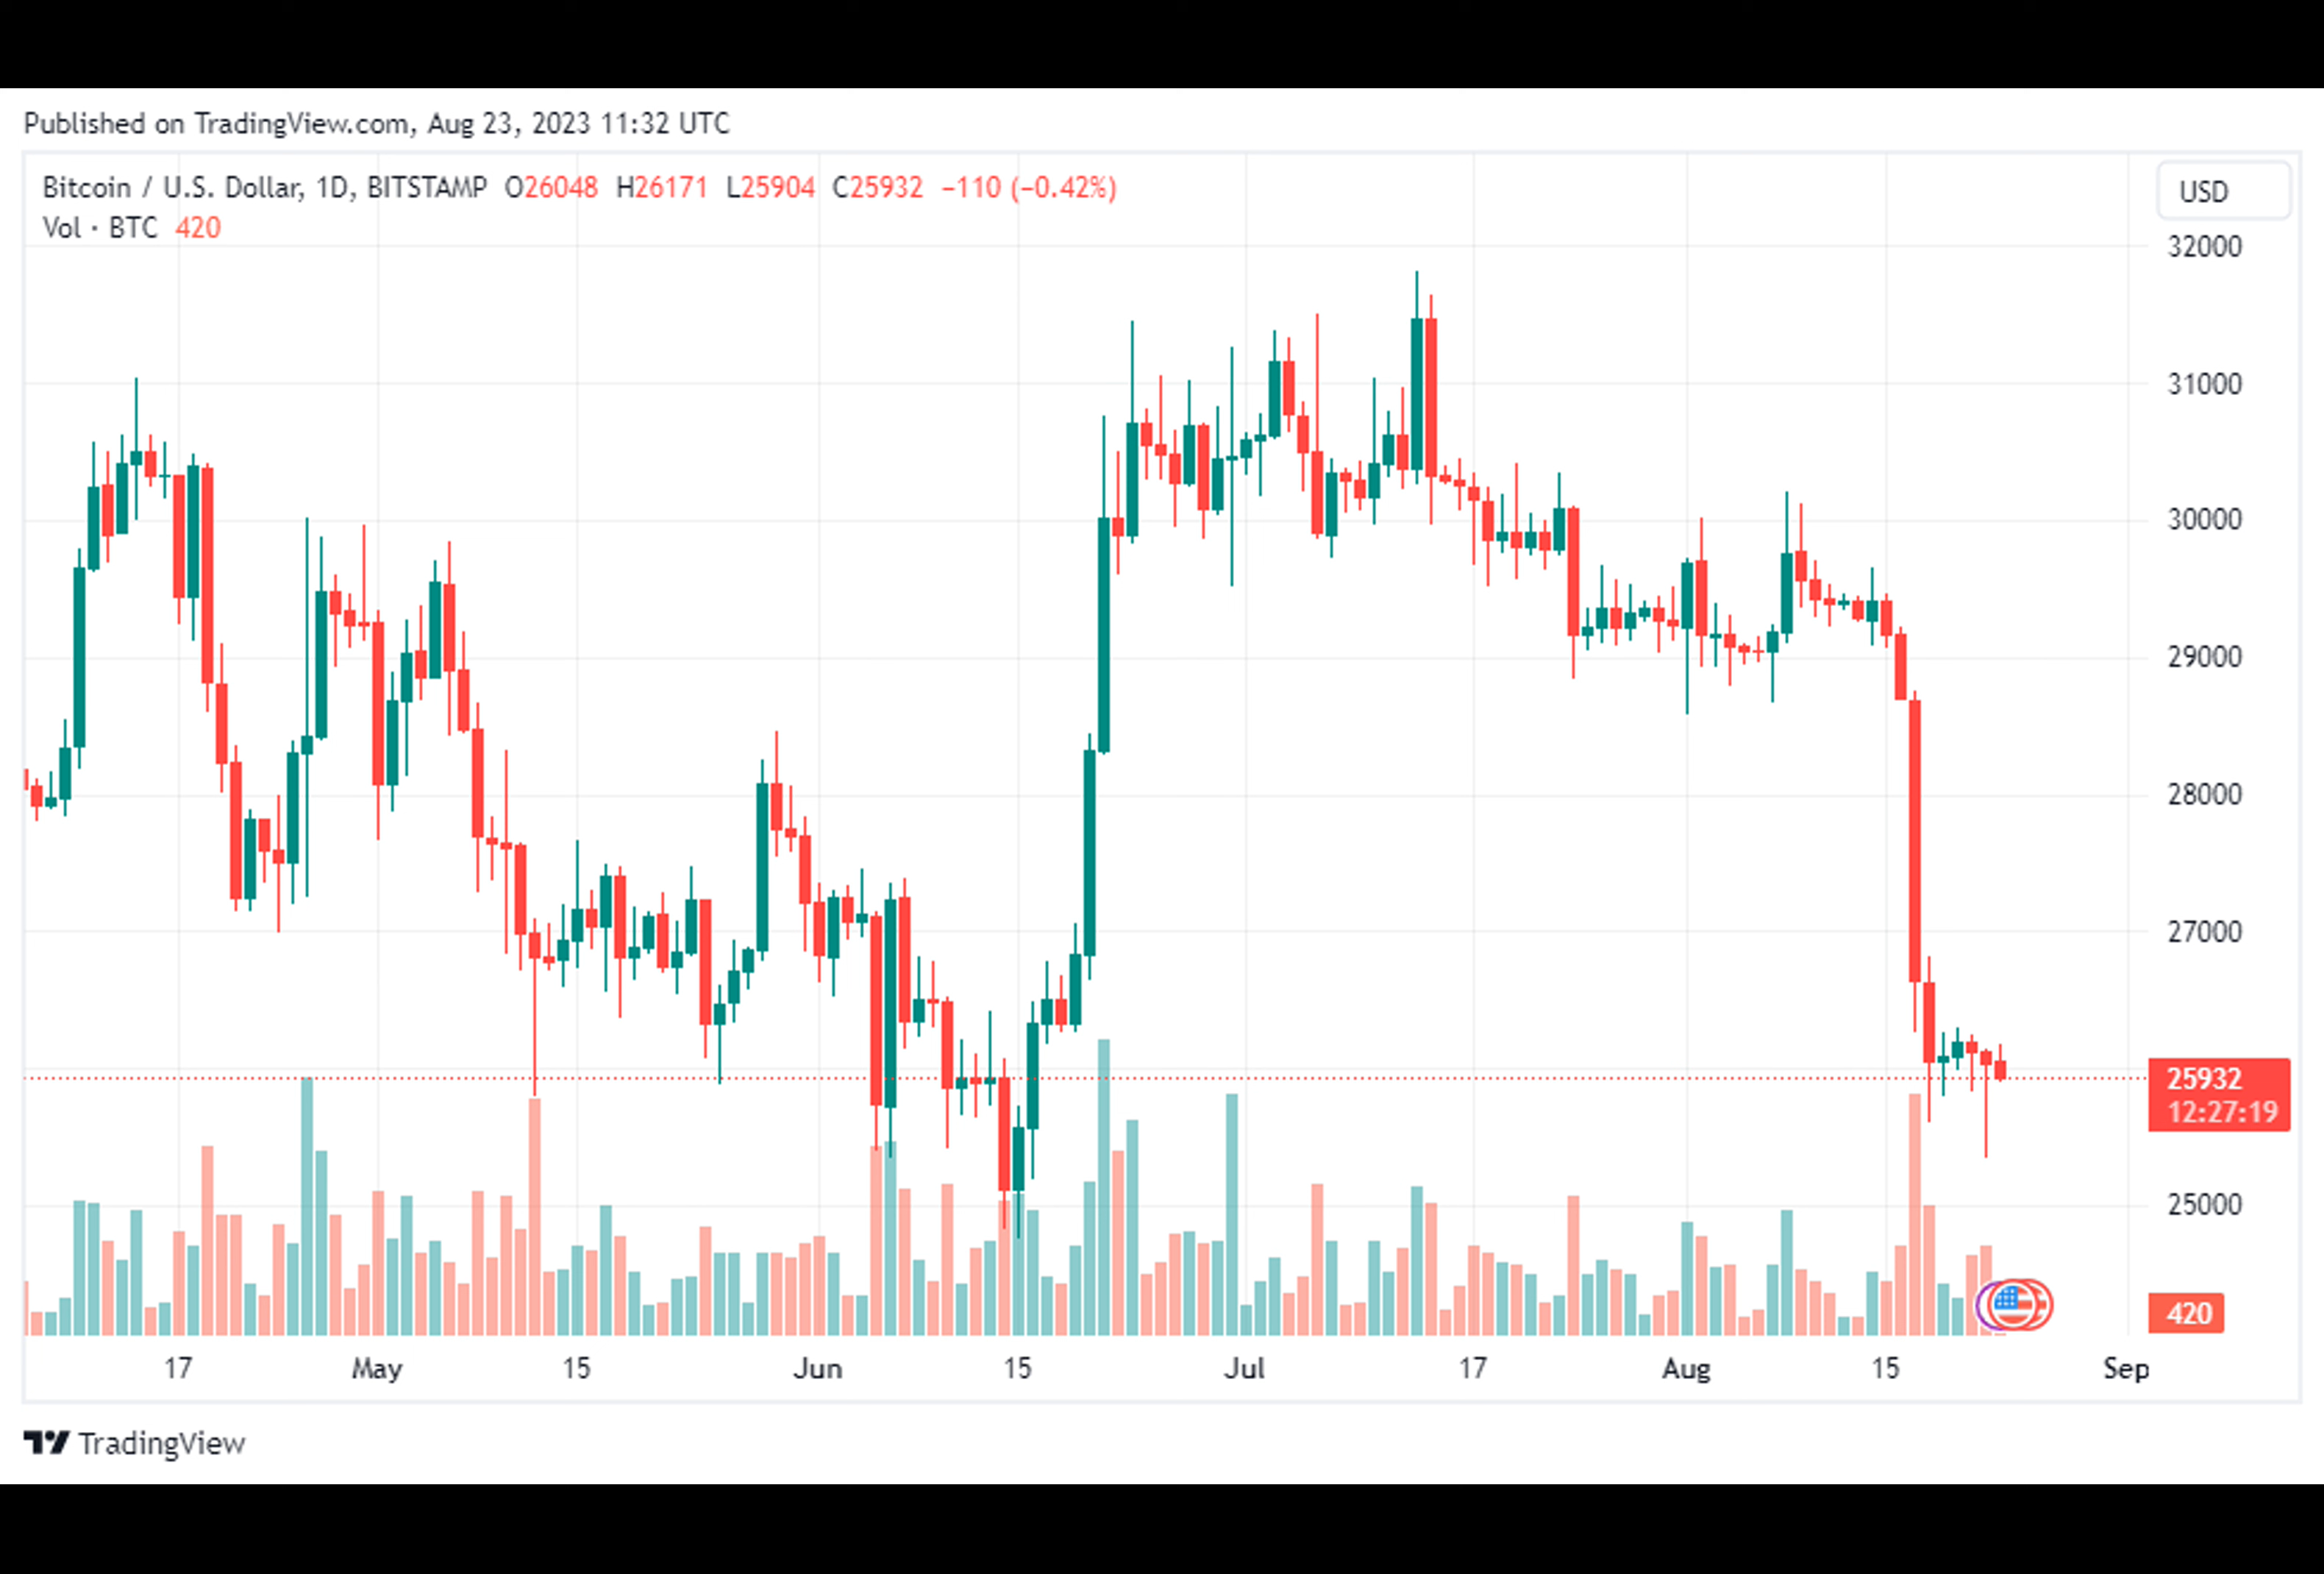 Published on TradingView.com, Aug 23, 2023 11:32 UTC
Bitcoin / U.S. Dollar, 1D, BITSTAMP O26048 H26171 L25904 C25932 −110 (−0.42%)
Vol · BTC 420
USD
32000
31000
30000
29000
28000
27000
25932
12:27:19
25000
420
17 May 15 Jun 15 Jul 17 Aug 15 Sep
TradingView